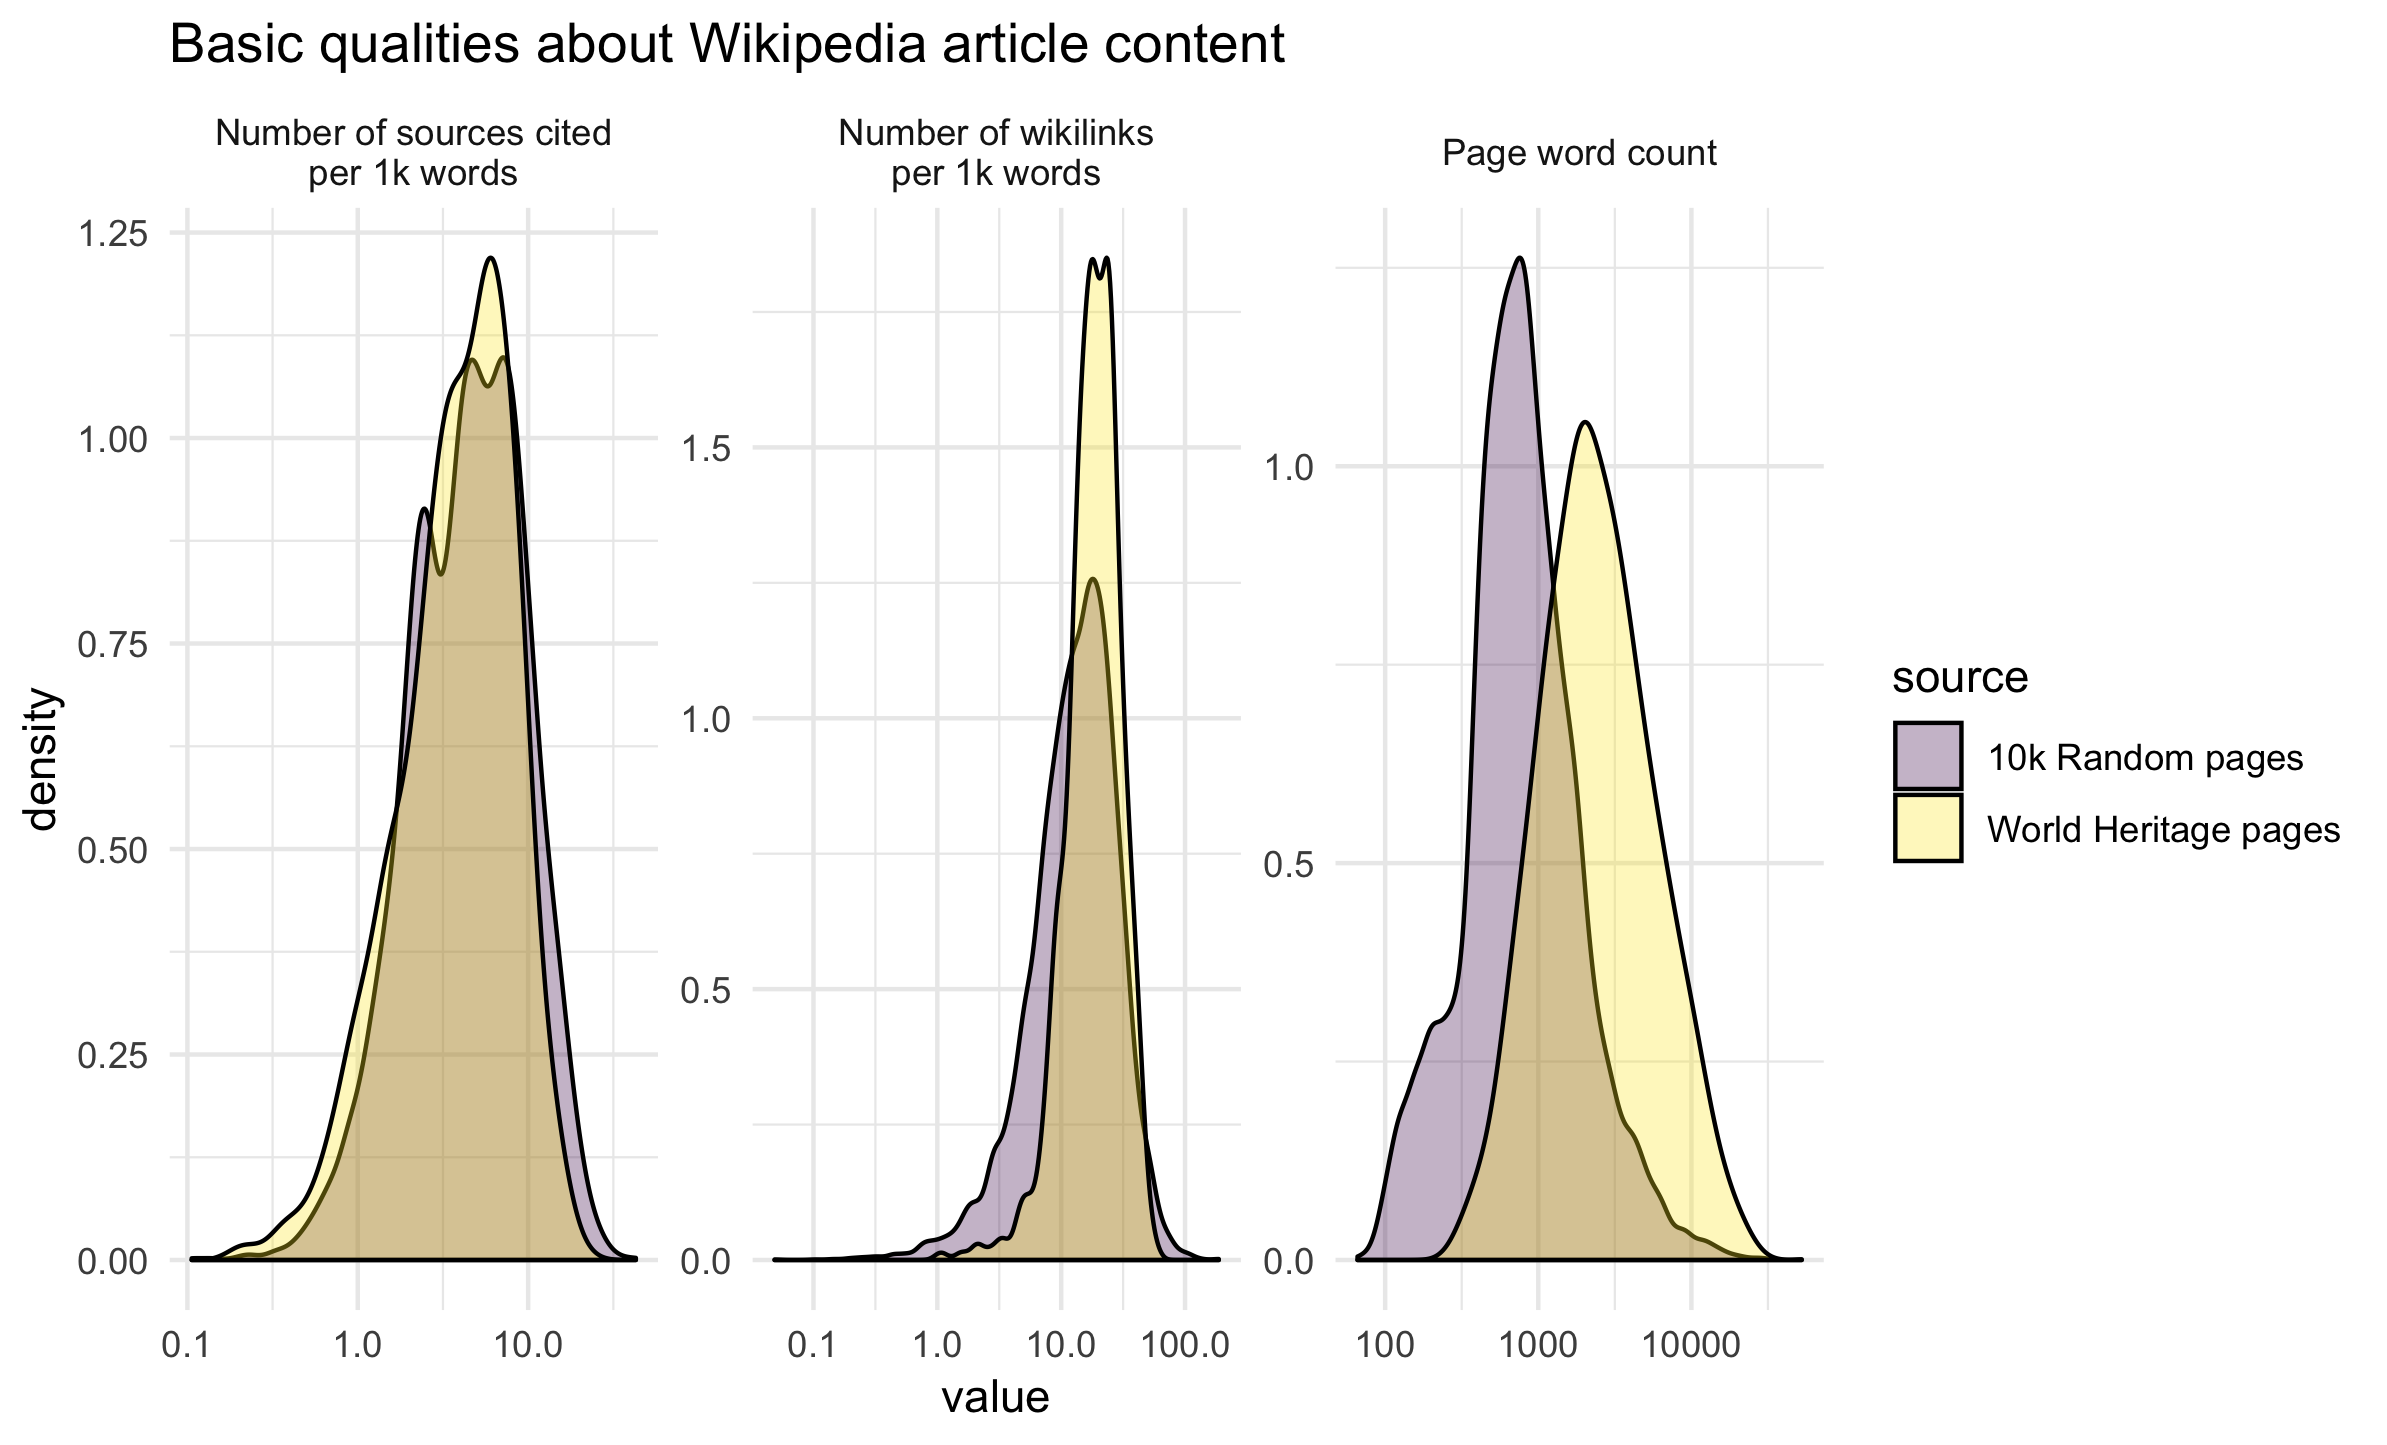 Basic qualities about Wikipedia article content
Number of sources cited
per 1k words
Number of wikilinks
per 1k words
Page word count
1.25
1.00
0.75
0.50
0.25
0.00
1.5
1.0
0.5
0.0
1.0
0.5
0.0
density
0.1 1.0 10.0
0.1 1.0 10.0 100.0
100 1000 10000
value
source
10k Random pages
World Heritage pages